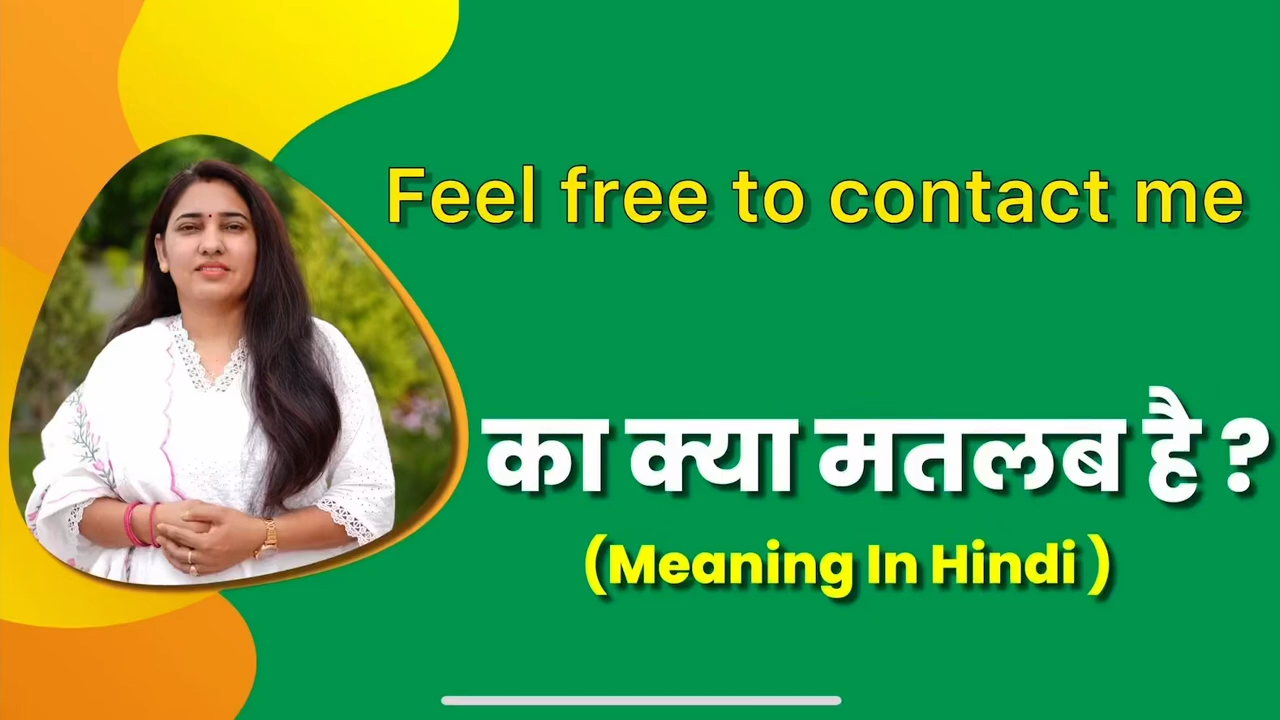 Feel free to contact me
का क्या मतलब है ?
(Meaning In Hindi )